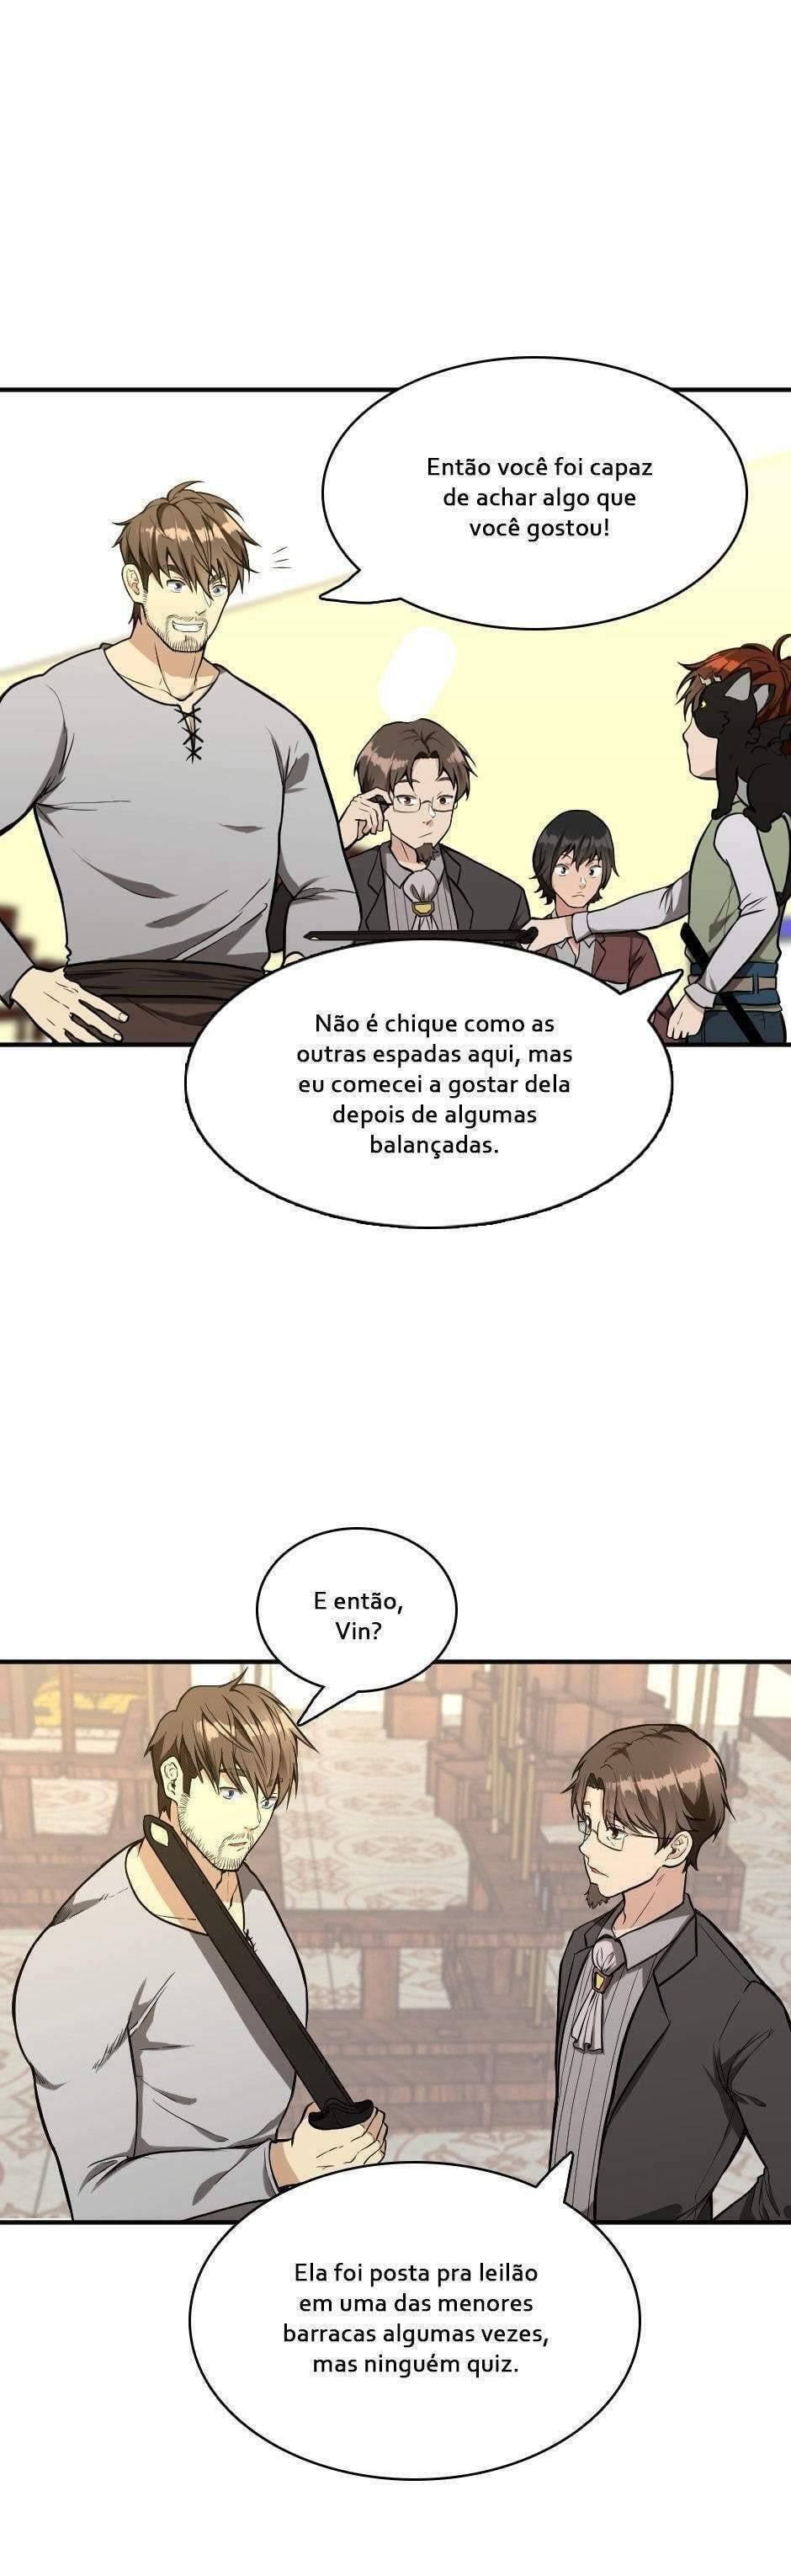 Então você foi capaz
de achar algo que
você gostou!
Não é chique como as
outras espadas aqui, mas
eu comecei a gostar dela
depois de algumas
balançadas.
E então,
Vin?
Ela foi posta pra leilão
em uma das menores
barracas algumas vezes,
mas ninguém quiz.